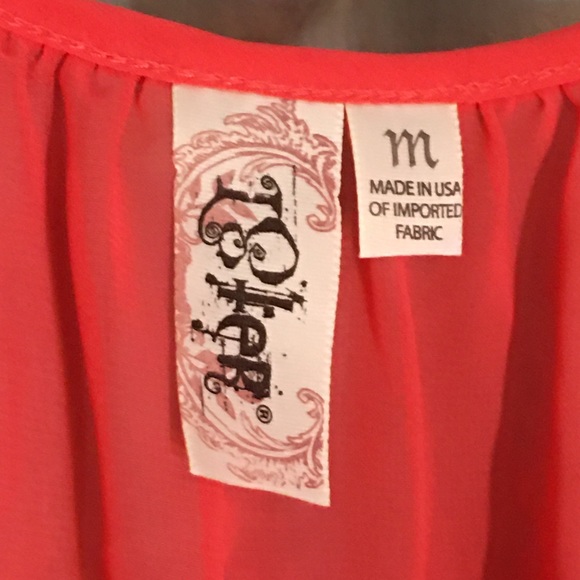 m
MADE IN USA
OF IMPORTED
FABRIC